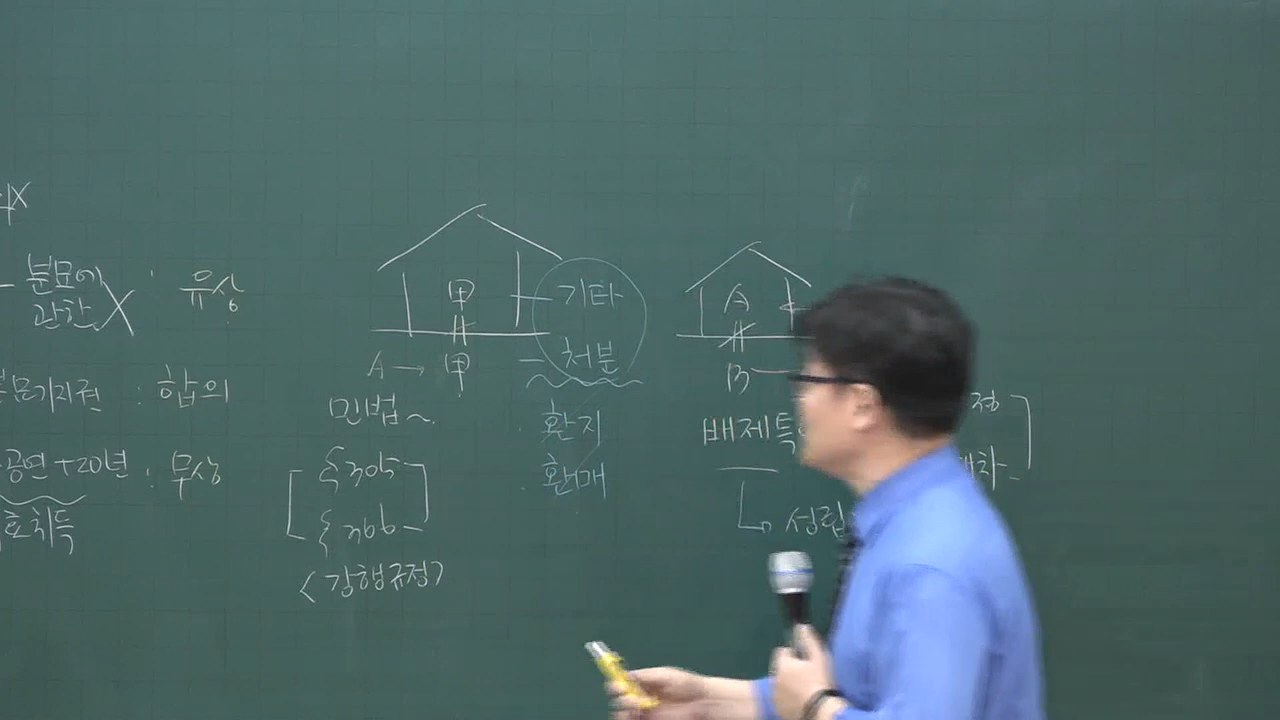 분묘에
관한 X : 유상
분묘기지권 : 합의
공연+20년 : 무상
취득
甲
기타
A → 甲
처분
민법~
§305
§366
<강행규정>
환지
환매
A
B
배제특
성립